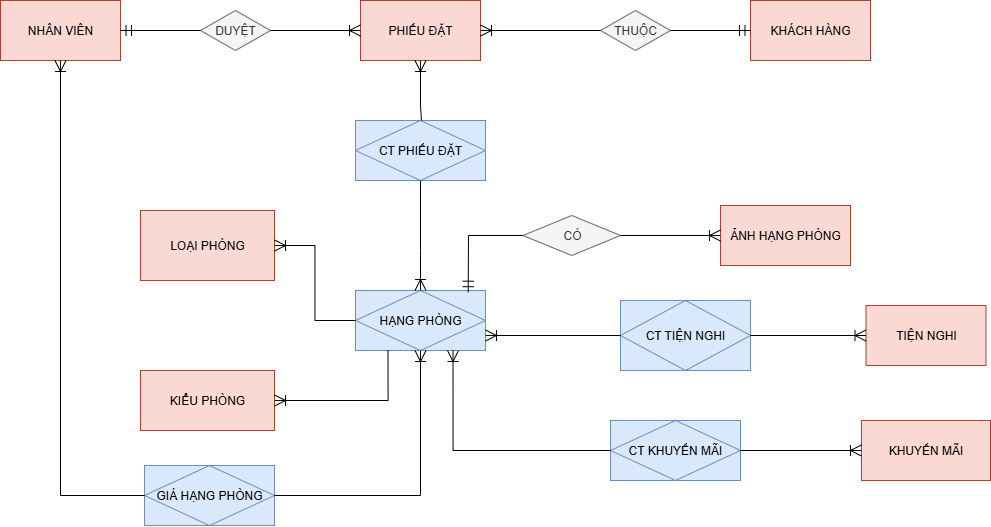 NHÂN VIÊN
DUYỆT
PHIẾU ĐẶT
THUỘC
KHÁCH HÀNG
CT PHIẾU ĐẶT
LOẠI PHÒNG
CÓ
ẢNH HẠNG PHÒNG
HẠNG PHÒNG
CT TIỆN NGHI
TIỆN NGHI
KIỂU PHÒNG
CT KHUYẾN MÃI
KHUYẾN MÃI
GIÁ HẠNG PHÒNG